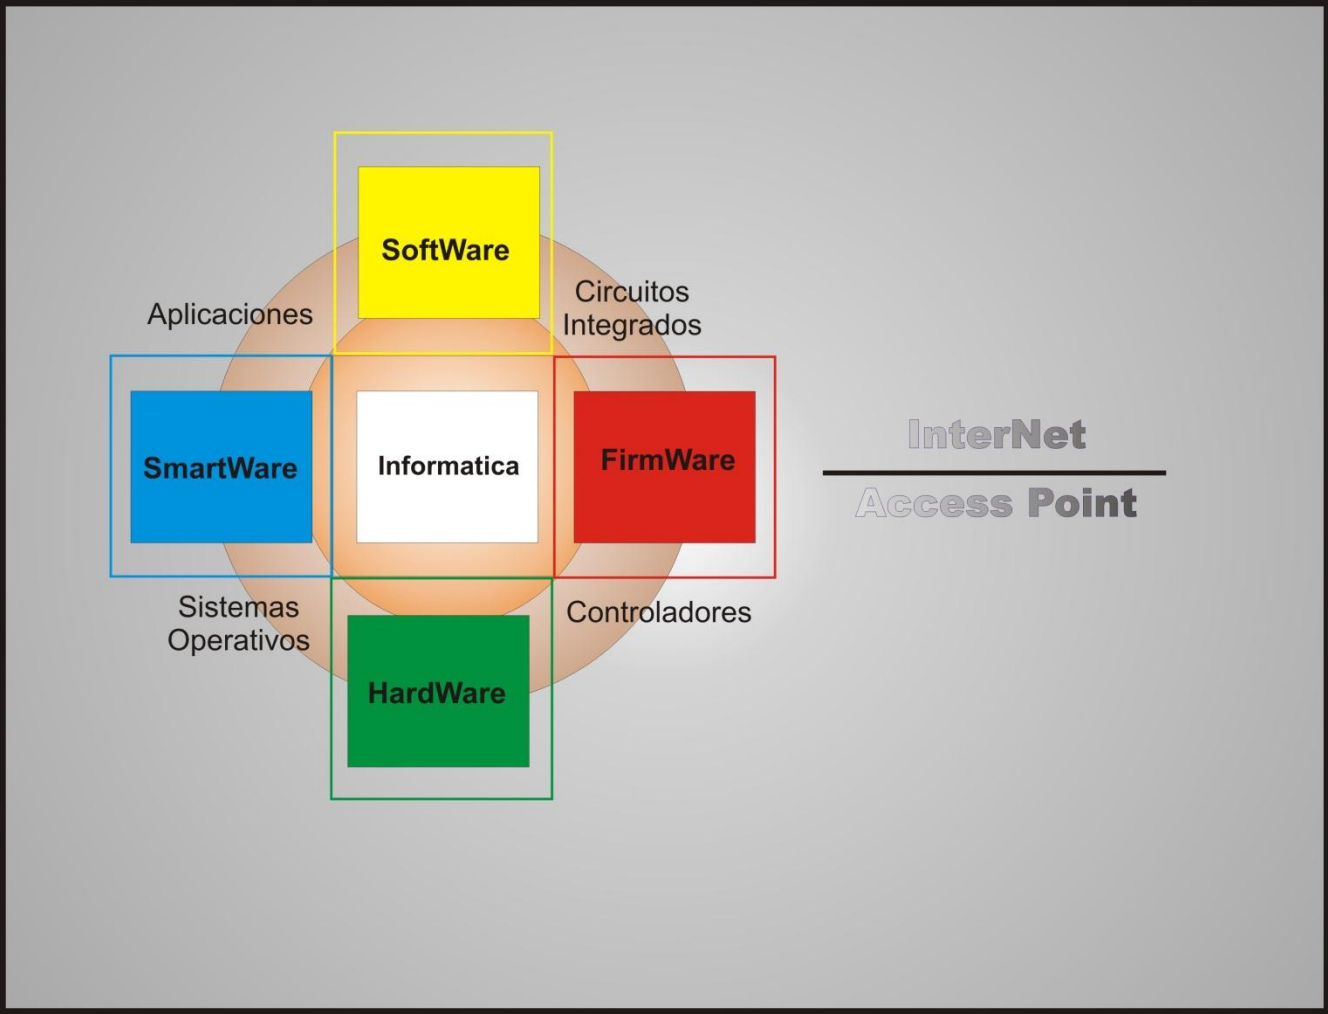 SoftWare
Aplicaciones
Circuitos
Integrados
SmartWare
Informatica
FirmWare
InterNet
Access Point
Sistemas
Operativos
Controladores
HardWare